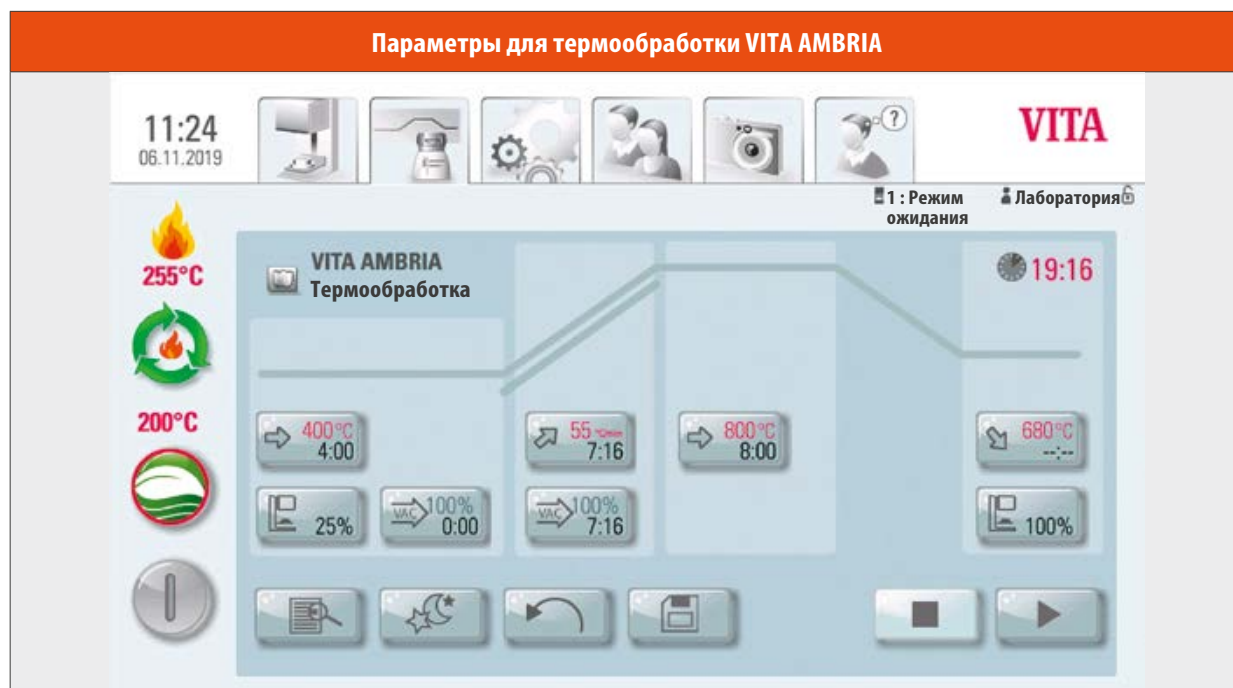 Параметры для термообработки VITA AMBRIA
11:24
06.11.2019
?
VITA
1 : Режим
ожидания
Лаборатория
255°C
VITA AMBRIA
Термообработка
19:16
200°C
400°C
4:00
55 °C/min
7:16
800°C
8:00
680°C
--:--
25%
VAC 100%
0:00
VAC 100%
7:16
100%